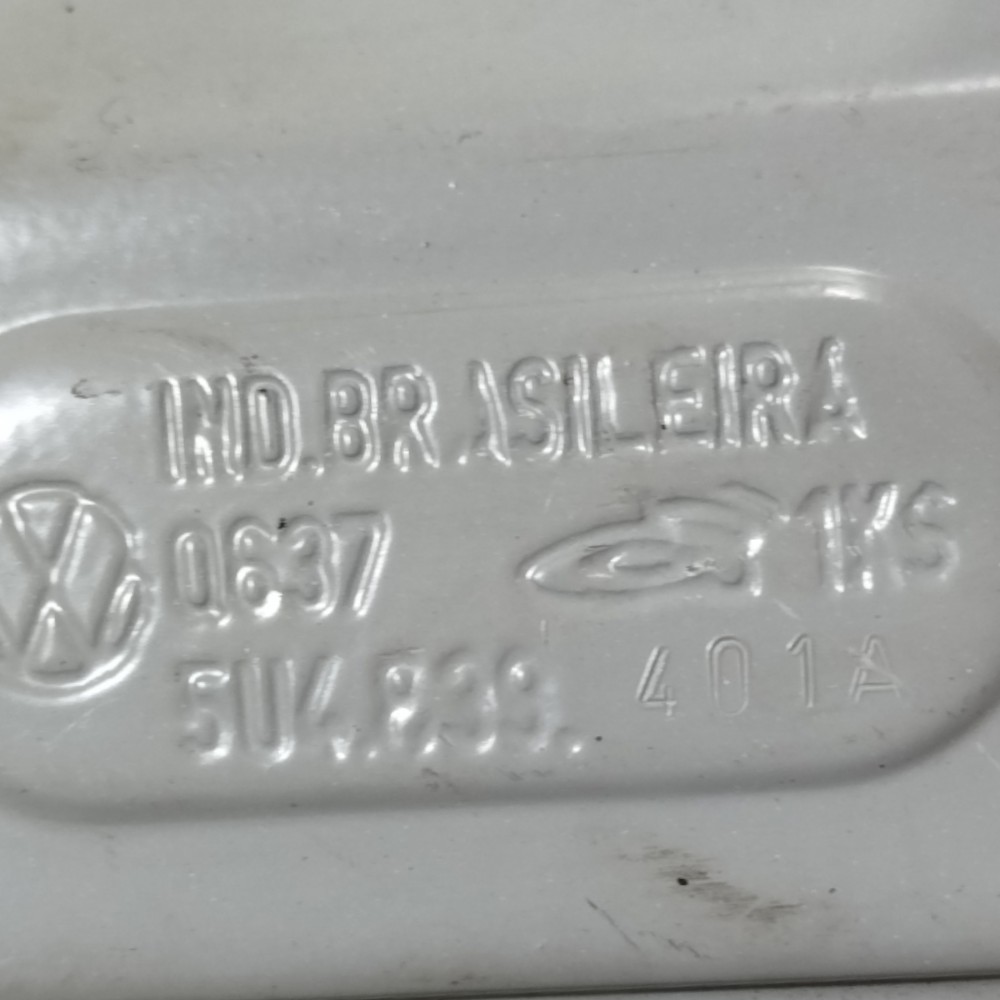 IND.BRASILEIRA
0637 1KS
5U4.839. 401A